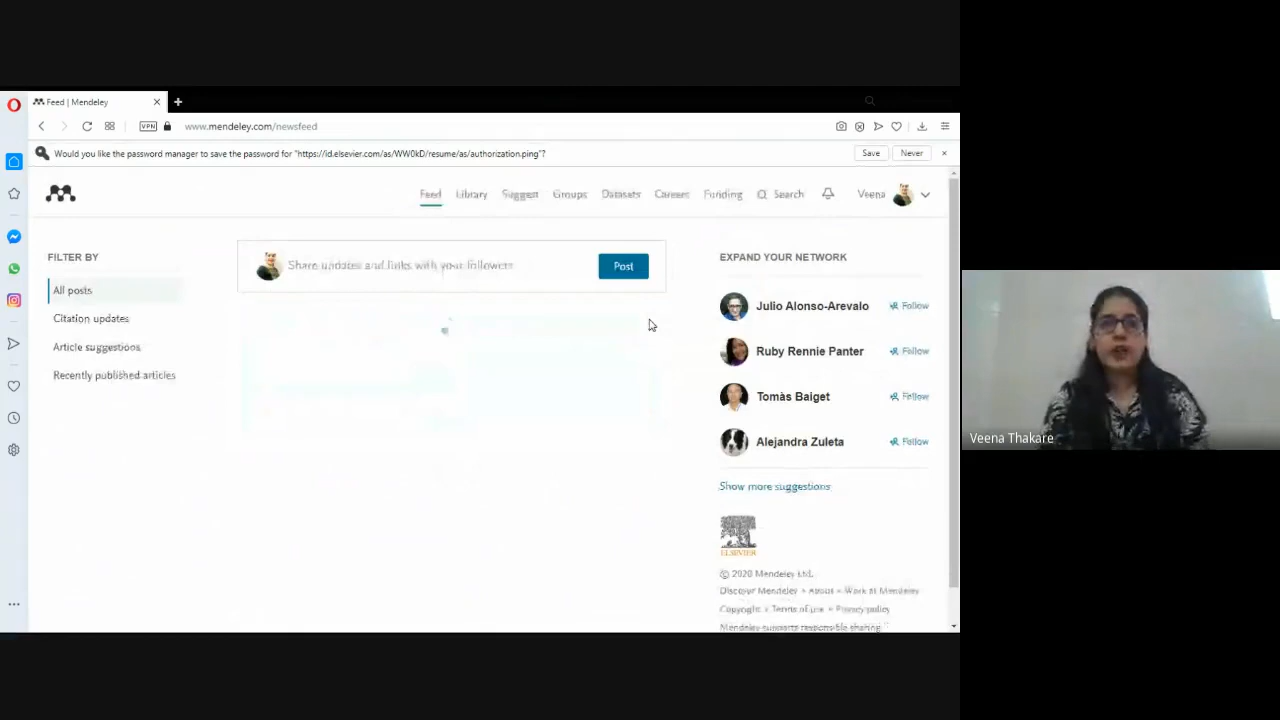 Feed | Mendeley
VPN
www.mendeley.com/newsfeed
Would you like the password manager to save the password for "https://id.elsevier.com/as/WW0kD/resume/as/authorization.ping"?
Save
Never
Feed
Library
Suggest
Groups
Datasets
Careers
Funding
Search
Veena
FILTER BY
All posts
Citation updates
Article suggestions
Recently published articles
Share updates and links with your followers
Post
EXPAND YOUR NETWORK
Julio Alonso-Arevalo
Follow
Ruby Rennie Panter
Follow
Tomàs Baiget
Follow
Alejandra Zuleta
Follow
Show more suggestions
ELSEVIER
© 2020 Mendeley Ltd.
Discover Mendeley • About • Work at Mendeley
Copyright • Terms of use • Privacy policy
Mendeley supports responsible sharing
Veena Thakare